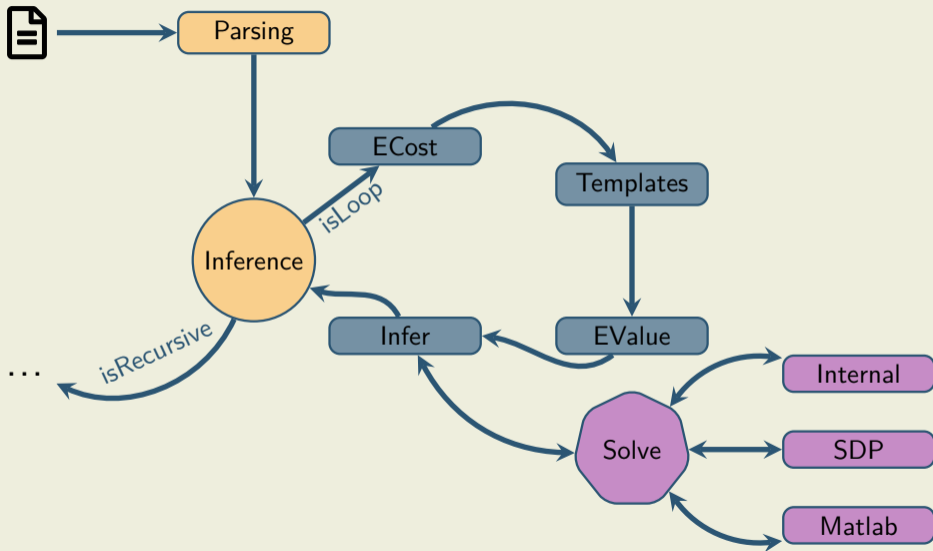 Parsing
ECost
Templates
isLoop
Inference
Infer
EValue
isRecursive
...
Internal
Solve
SDP
Matlab